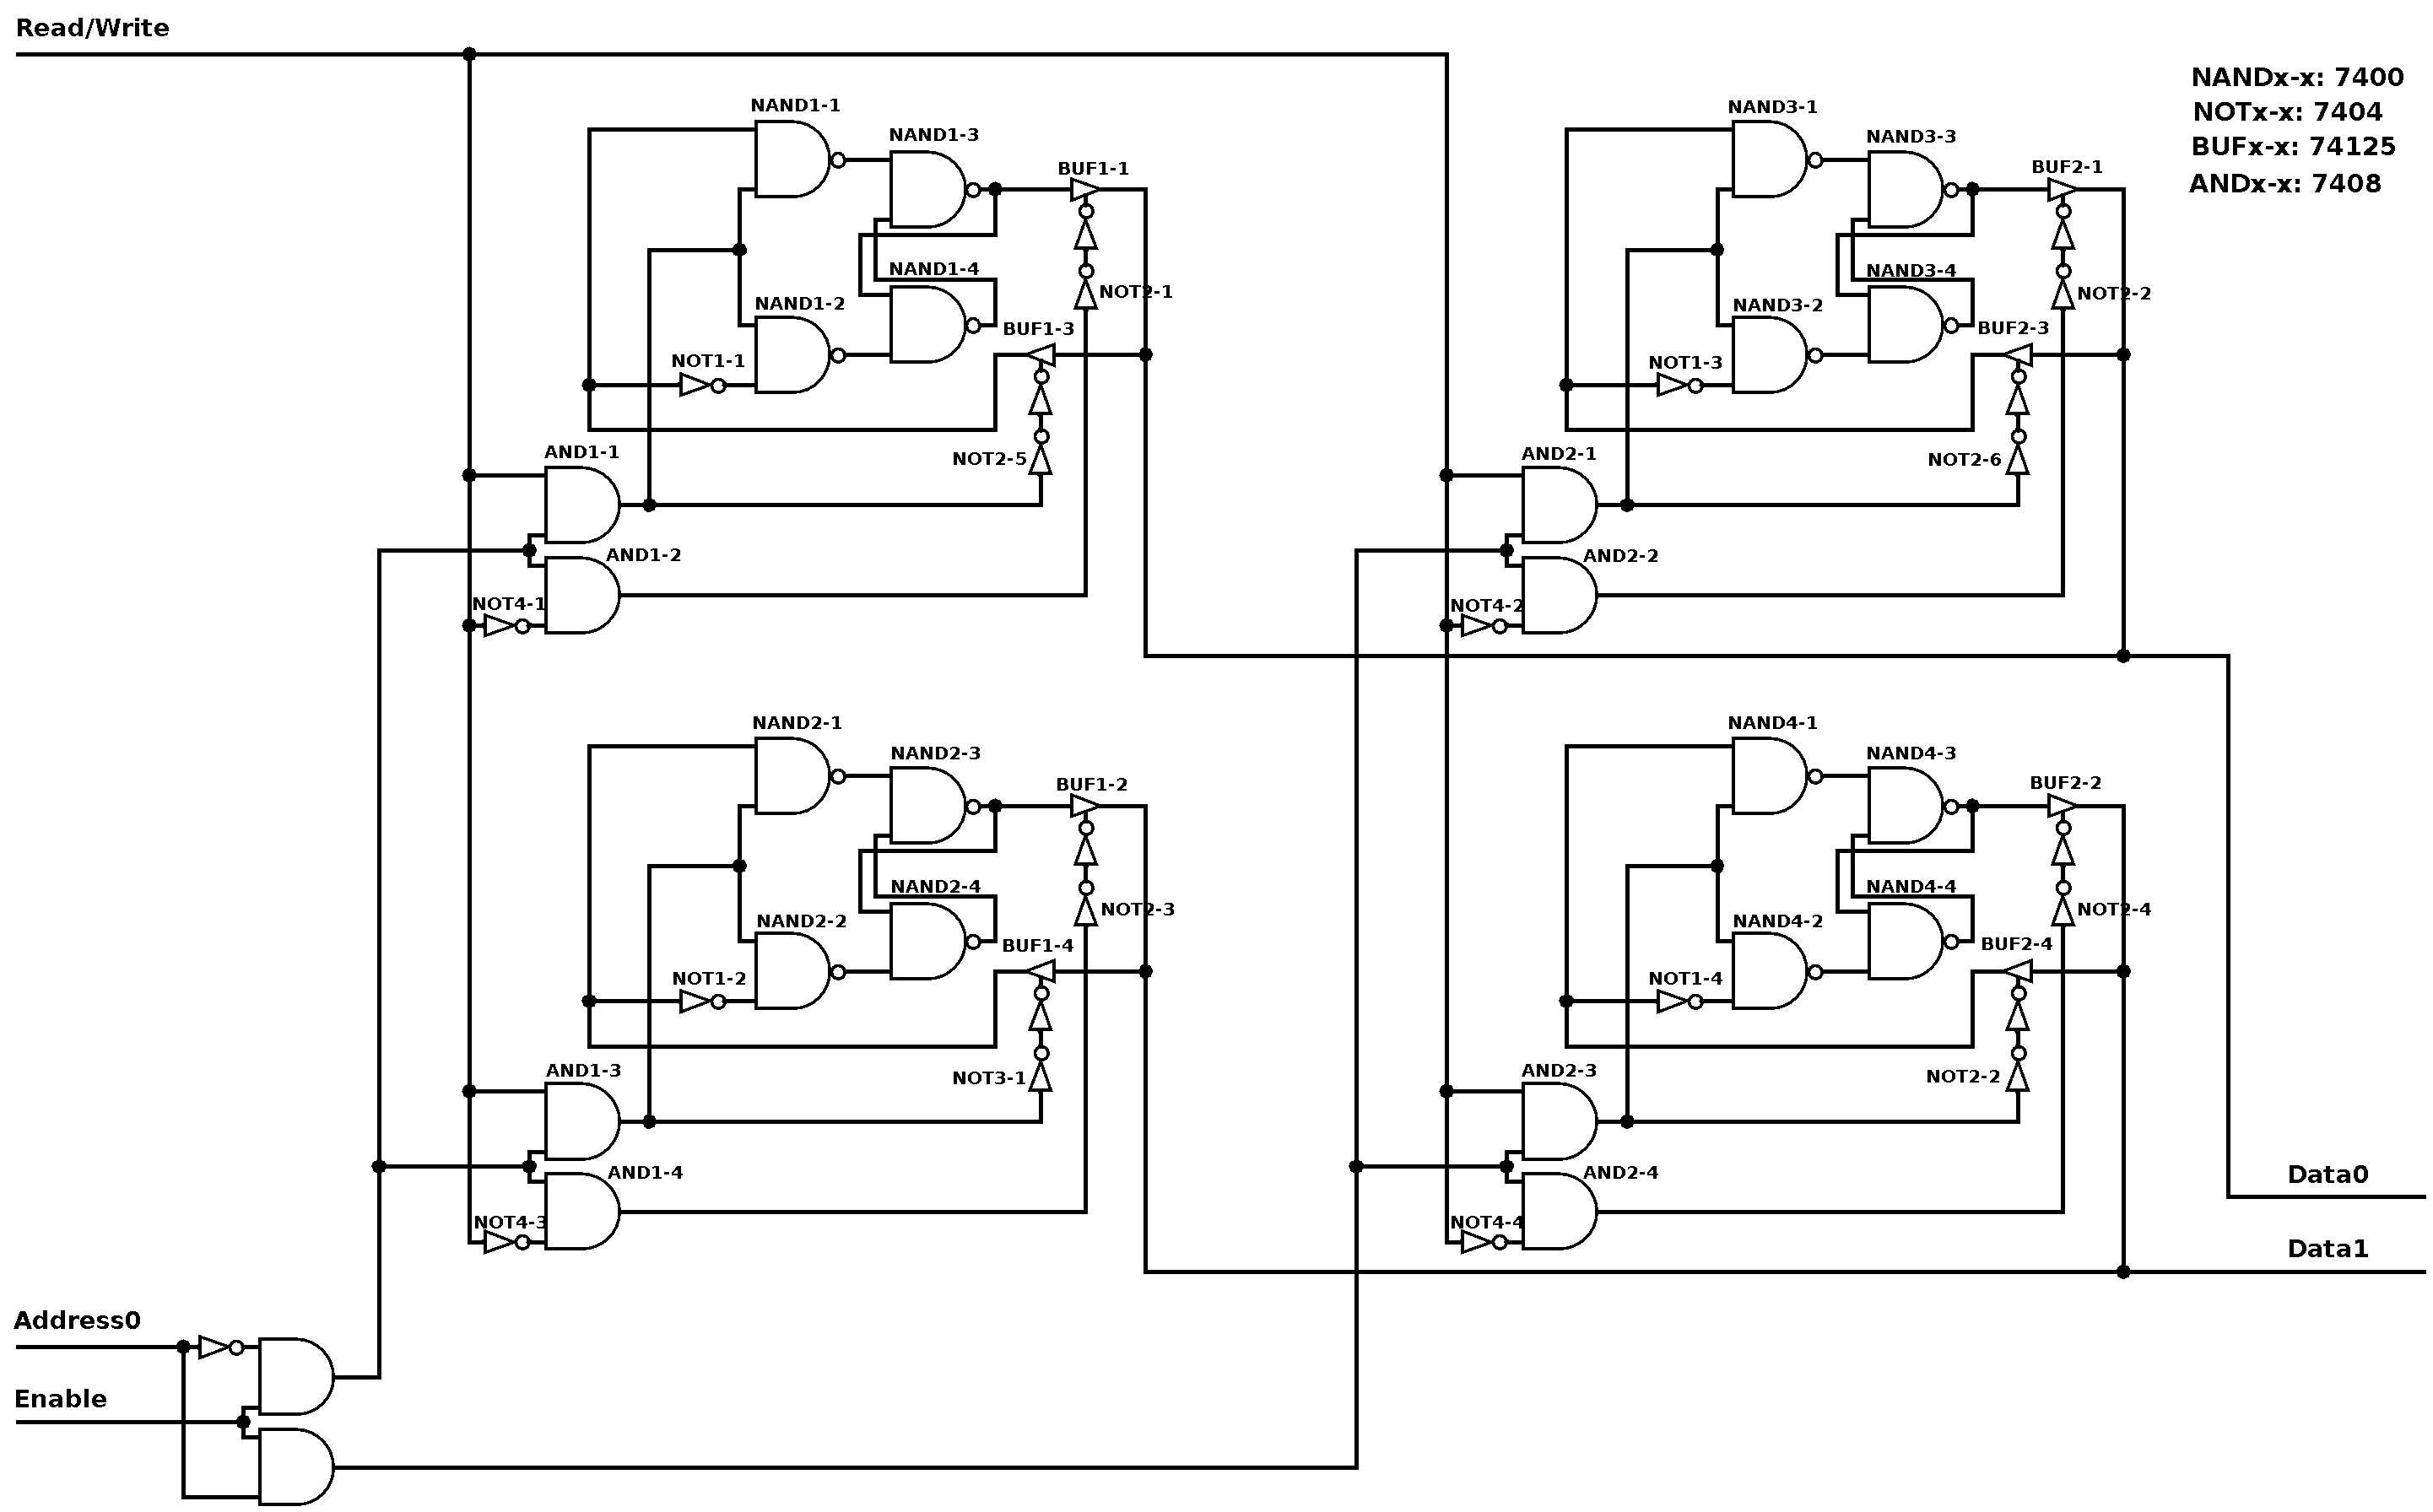 Read/Write
NANDx-x: 7400
NOTx-x: 7404
BUFx-x: 74125
ANDx-x: 7408
NAND1-1
NAND1-3
BUF1-1
NAND1-4
NOT2-1
NAND1-2
BUF1-3
NOT1-1
NOT2-5
AND1-1
AND1-2
NOT4-1
NAND3-1
NAND3-3
BUF2-1
NAND3-4
NOT2-2
NAND3-2
BUF2-3
NOT1-3
NOT2-6
AND2-1
AND2-2
NOT4-2
NAND2-1
NAND2-3
BUF1-2
NAND2-4
NOT2-3
NAND2-2
BUF1-4
NOT1-2
NOT3-1
AND1-3
AND1-4
NOT4-3
NAND4-1
NAND4-3
BUF2-2
NAND4-4
NOT2-4
NAND4-2
BUF2-4
NOT1-4
NOT2-2
AND2-3
AND2-4
NOT4-4
Data0
Data1
Address0
Enable